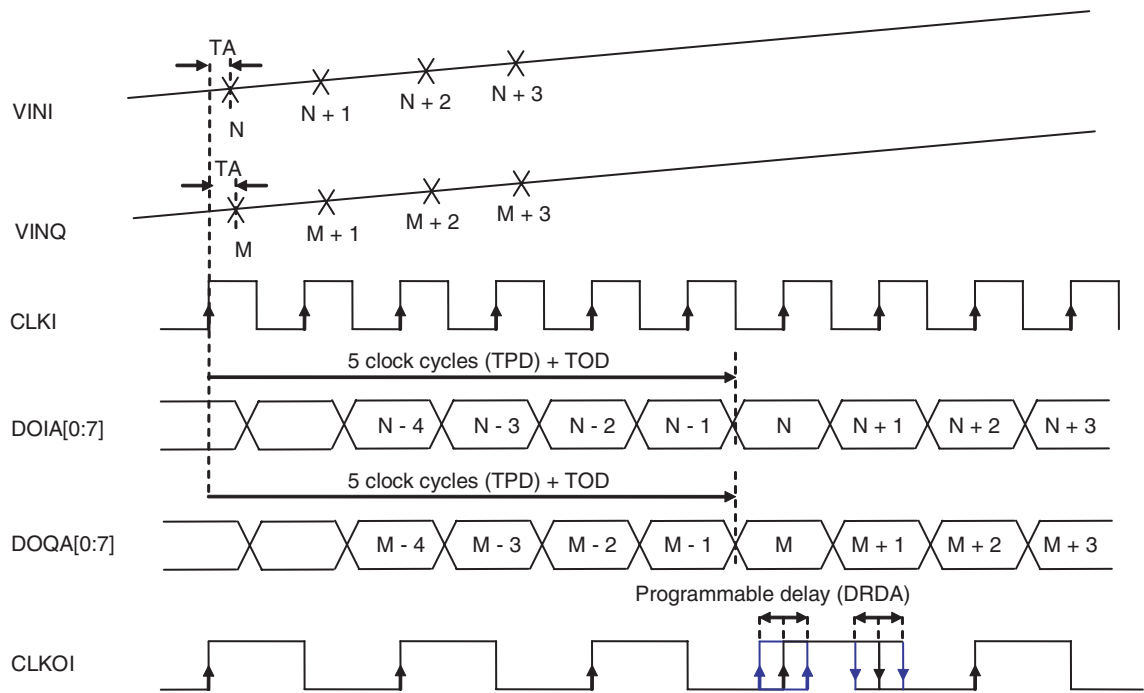 TA
N + 1
N + 2
N + 3
VINI
N
TA
VINQ
M
M + 1
M + 2
M + 3
CLKI
5 clock cycles (TPD) + TOD
DOIA[0:7]
N - 4
N - 3
N - 2
N - 1
N
N + 1
N + 2
N + 3
5 clock cycles (TPD) + TOD
DOQA[0:7]
M - 4
M - 3
M - 2
M - 1
M
M + 1
M + 2
M + 3
Programmable delay (DRDA)
CLKOI